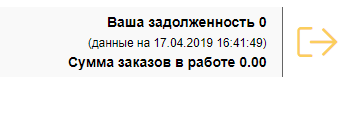 Ваша задолженность 0
(данные на 17.04.2019 16:41:49)
Сумма заказов в работе 0.00